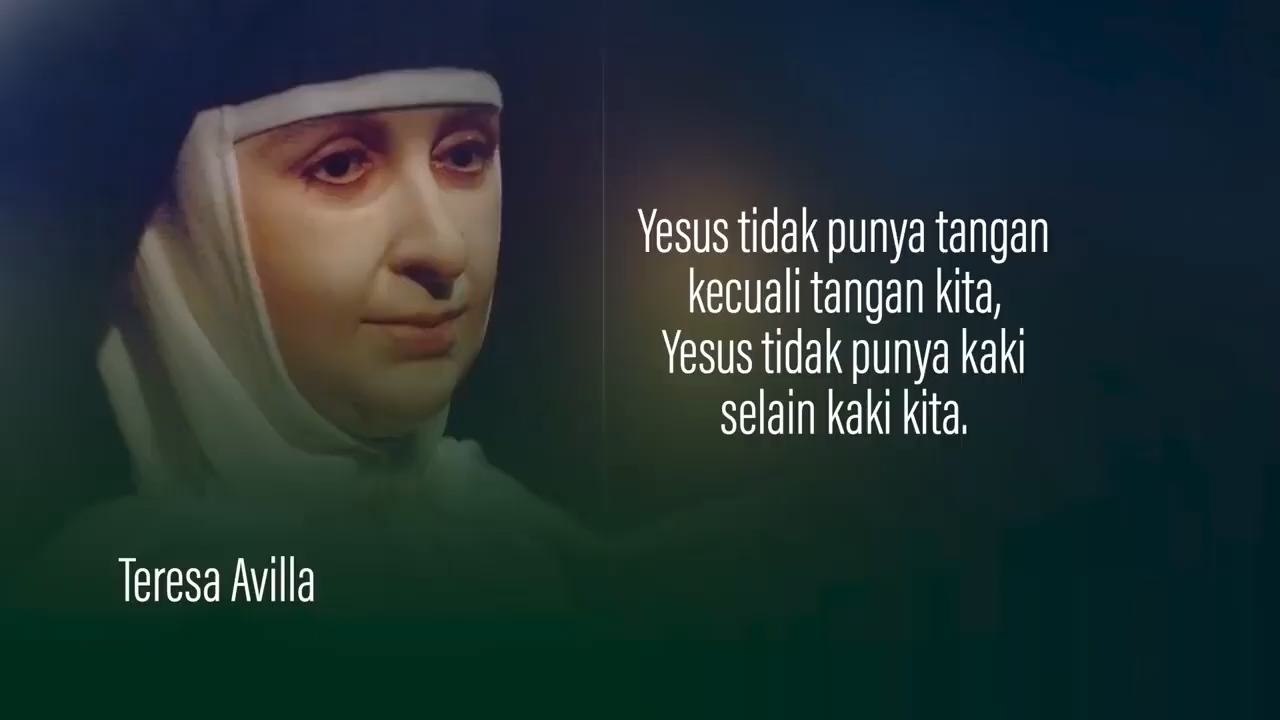 Yesus tidak punya tangan
kecuali tangan kita,
Yesus tidak punya kaki
selain kaki kita.
Teresa Avilla